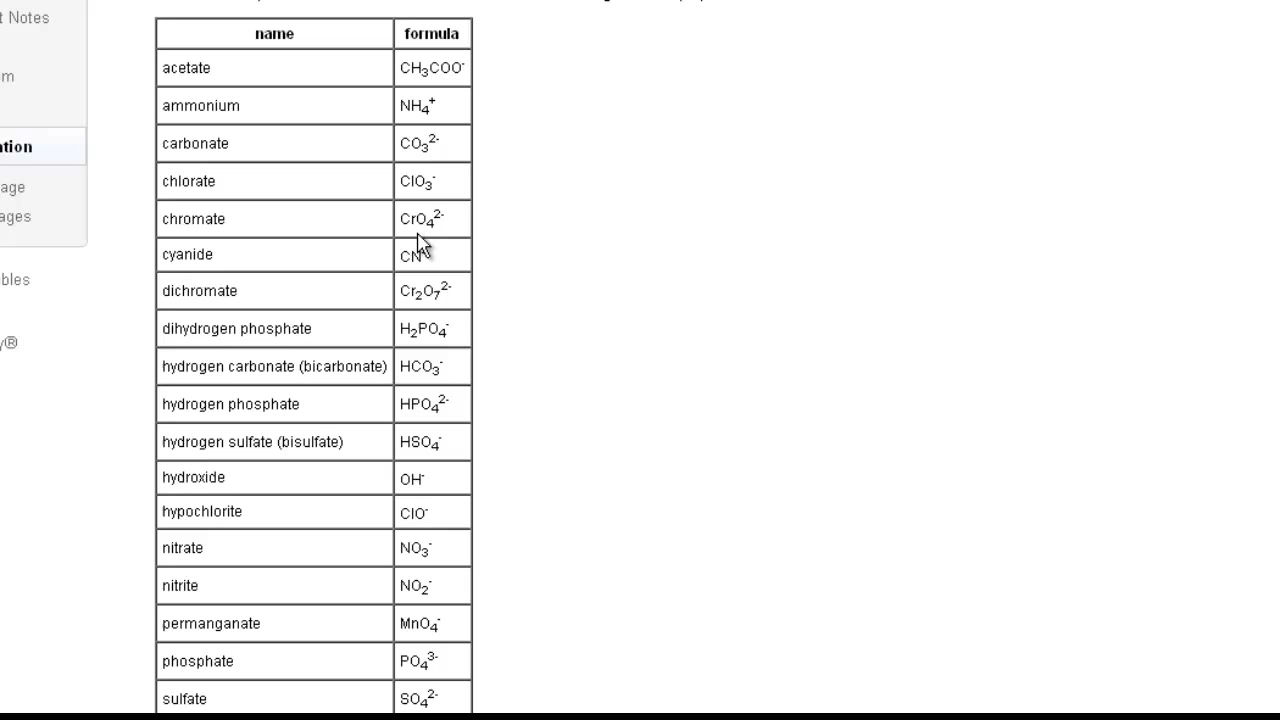 t Notes
m
ation
age
ages
bles
y®
name formula
acetate CH₃COO⁻
ammonium NH₄⁺
carbonate CO₃²⁻
chlorate ClO₃⁻
chromate CrO₄²⁻
cyanide CN
dichromate Cr₂O₇²⁻
dihydrogen phosphate H₂PO₄⁻
hydrogen carbonate (bicarbonate) HCO₃⁻
hydrogen phosphate HPO₄²⁻
hydrogen sulfate (bisulfate) HSO₄⁻
hydroxide OH⁻
hypochlorite ClO⁻
nitrate NO₃⁻
nitrite NO₂⁻
permanganate MnO₄⁻
phosphate PO₄³⁻
sulfate SO₄²⁻